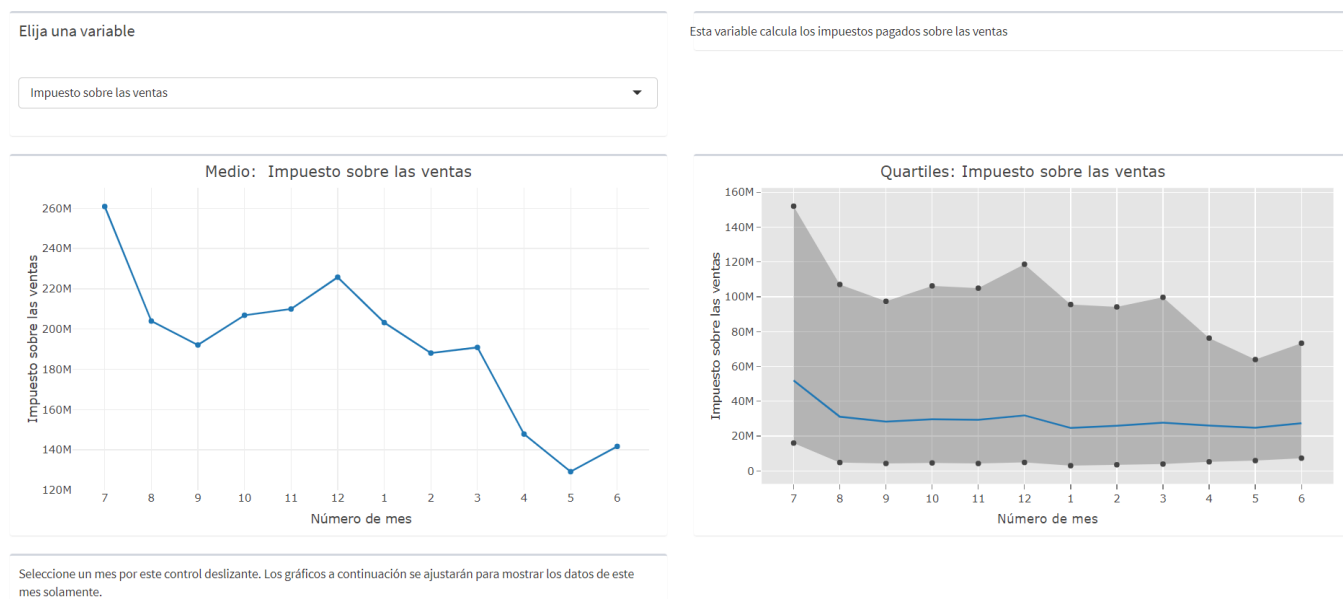 Elija una variable
Esta variable calcula los impuestos pagados sobre las ventas
Impuesto sobre las ventas
Medio:  Impuesto sobre las ventas
260M
240M
220M
200M
180M
160M
140M
120M
Impuesto sobre las ventas
7 8 9 10 11 12 1 2 3 4 5 6
Número de mes
Quartiles: Impuesto sobre las ventas
160M
140M
120M
100M
80M
60M
40M
20M
0
Impuesto sobre las ventas
7 8 9 10 11 12 1 2 3 4 5 6
Número de mes
Seleccione un mes por este control deslizante. Los gráficos a continuación se ajustarán para mostrar los datos de este
mes solamente.